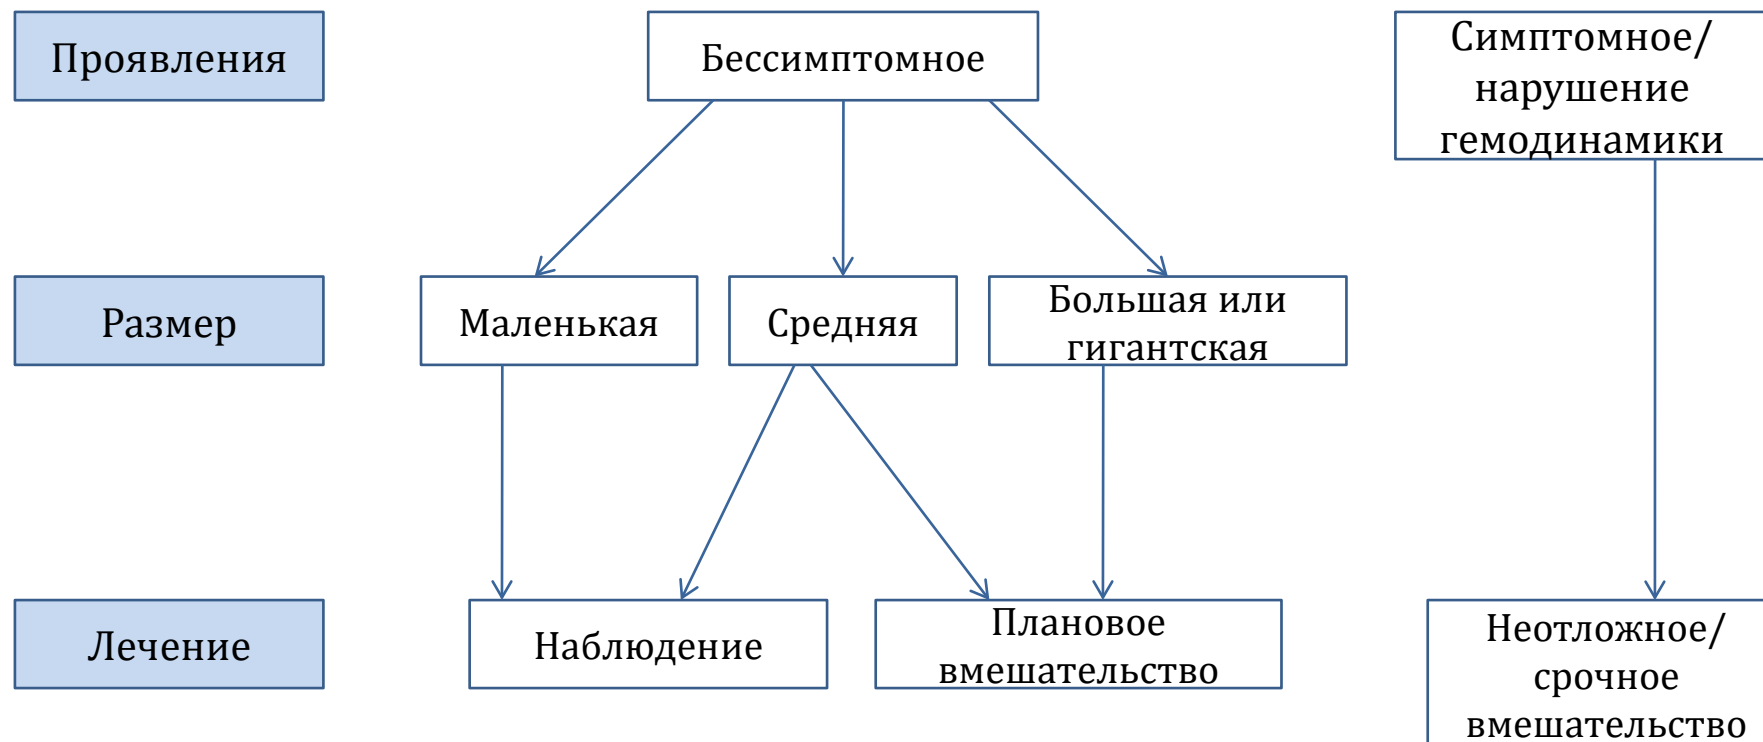 Проявления
Бессимптомное
Симптомное/
нарушение
гемодинамики
Размер
Маленькая
Средняя
Большая или
гигантская
Лечение
Наблюдение
Плановое
вмешательство
Неотложное/
срочное
вмешательство